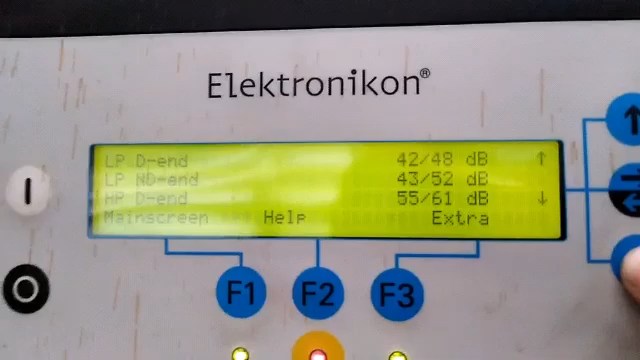 Elektronikon®
LP D-end 42/48 dB ↑
LP ND-end 43/52 dB
HP D-end 55/61 dB ↓
Mainscreen Help Extra
F1 F2 F3